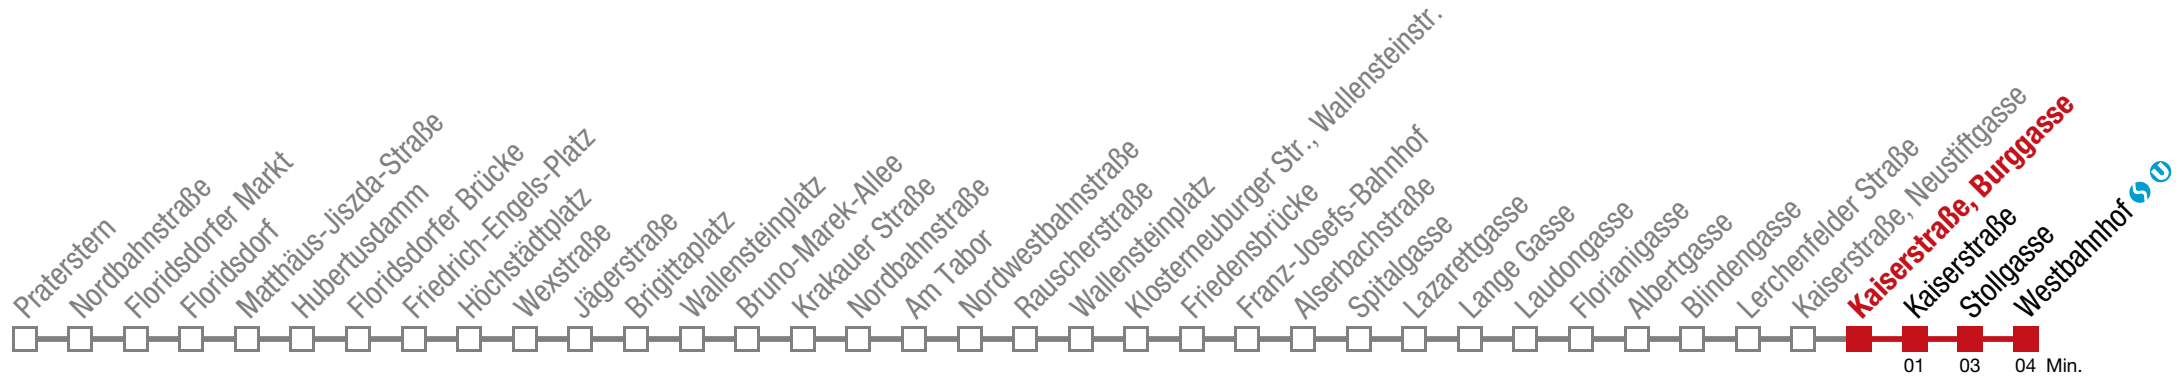 Praterstern
Nordbahnstraße
Floridsdorfer Markt
Floridsdorf
Matthäus-Jiszda-Straße
Hubertusdamm
Floridsdorfer Brücke
Friedrich-Engels-Platz
Höchstädtplatz
Wexstraße
Jägerstraße
Brigittaplatz
Wallensteinplatz
Bruno-Marek-Allee
Krakauer Straße
Nordbahnstraße
Am Tabor
Nordwestbahnstraße
Rauscherstraße
Wallensteinplatz
Klosterneuburger Str., Wallensteinstr.
Friedensbrücke
Franz-Josefs-Bahnhof
Alserbachstraße
Spitalgasse
Lazarettgasse
Lange Gasse
Laudongasse
Florianigasse
Albertgasse
Blindengasse
Lerchenfelder Straße
Kaiserstraße, Neustiftgasse
Kaiserstraße, Burggasse
Kaiserstraße
Stollgasse
Westbahnhof S U
01 03 04 Min.